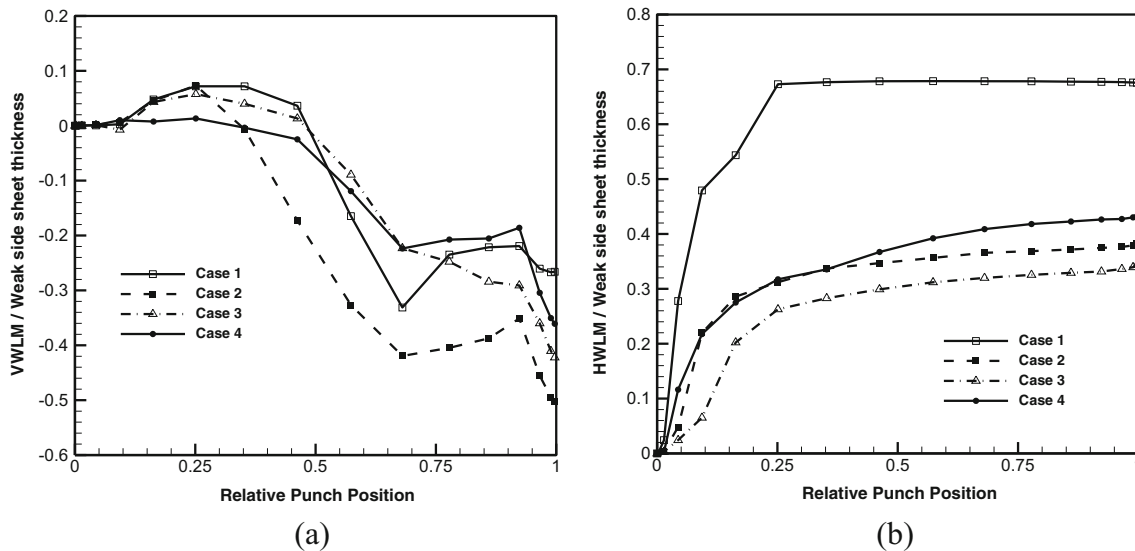 VWLM / Weak side sheet thickness
0.2
0.1
0
-0.1
-0.2
-0.3
-0.4
-0.5
-0.6
Case 1
Case 2
Case 3
Case 4
0
0.25
0.5
0.75
1
Relative Punch Position
(a)
HWLM / Weak side sheet thickness
0.8
0.7
0.6
0.5
0.4
0.3
0.2
0.1
0
Case 1
Case 2
Case 3
Case 4
0
0.25
0.5
0.75
Relative Punch Position
(b)